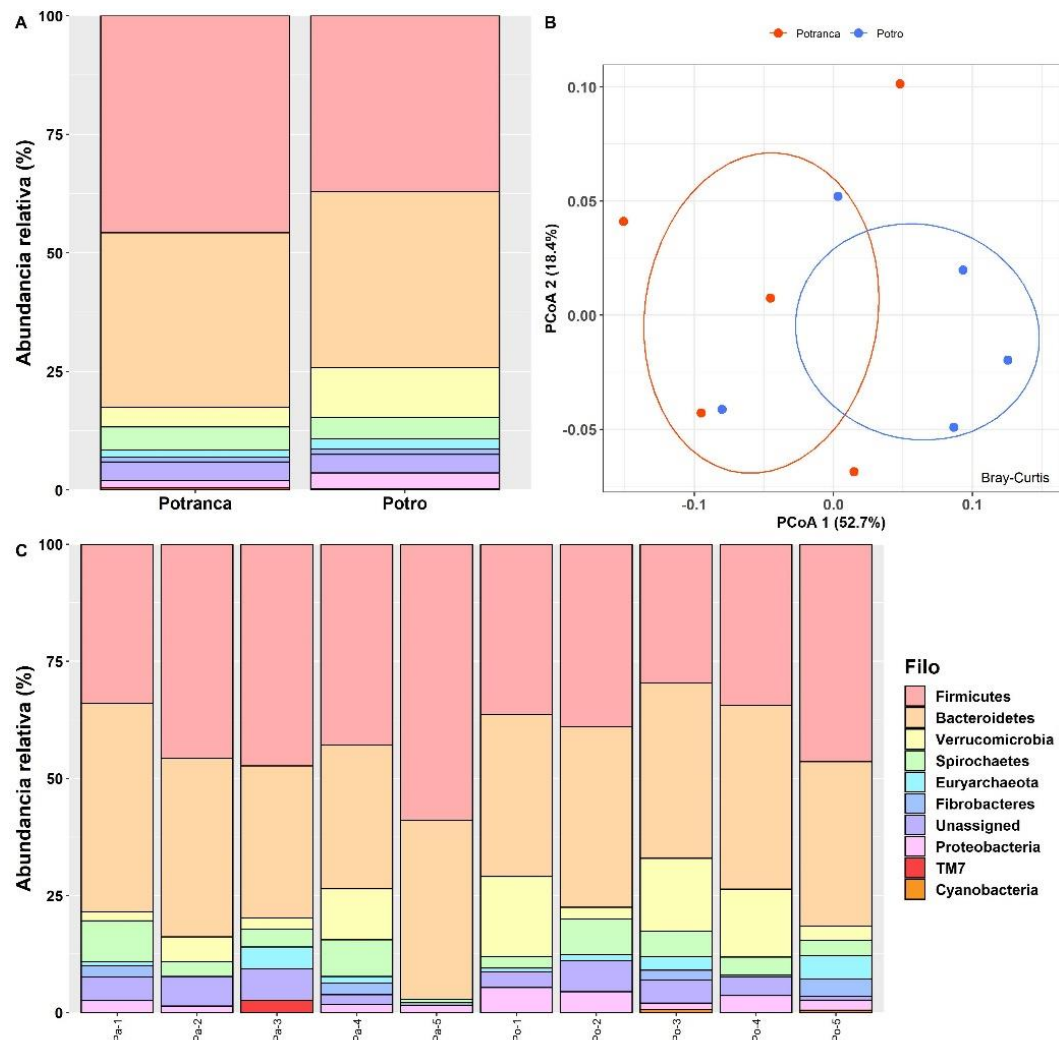 A
100
75
50
25
0
Abundancia relativa (%)
Potranca
Potro
B
Potranca
Potro
0.10
0.05
0.00
-0.05
PCoA 2 (18.4%)
Bray-Curtis
-0.1
0.0
0.1
PCoA 1 (52.7%)
C
100
75
50
25
0
Abundancia relativa (%)
Pa-1
Pa-2
Pa-3
Pa-4
Pa-5
Po-1
Po-2
Po-3
Po-4
Po-5
Filo
Firmicutes
Bacteroidetes
Verrucomicrobia
Spirochaetes
Euryarchaeota
Fibrobacteres
Unassigned
Proteobacteria
TM7
Cyanobacteria